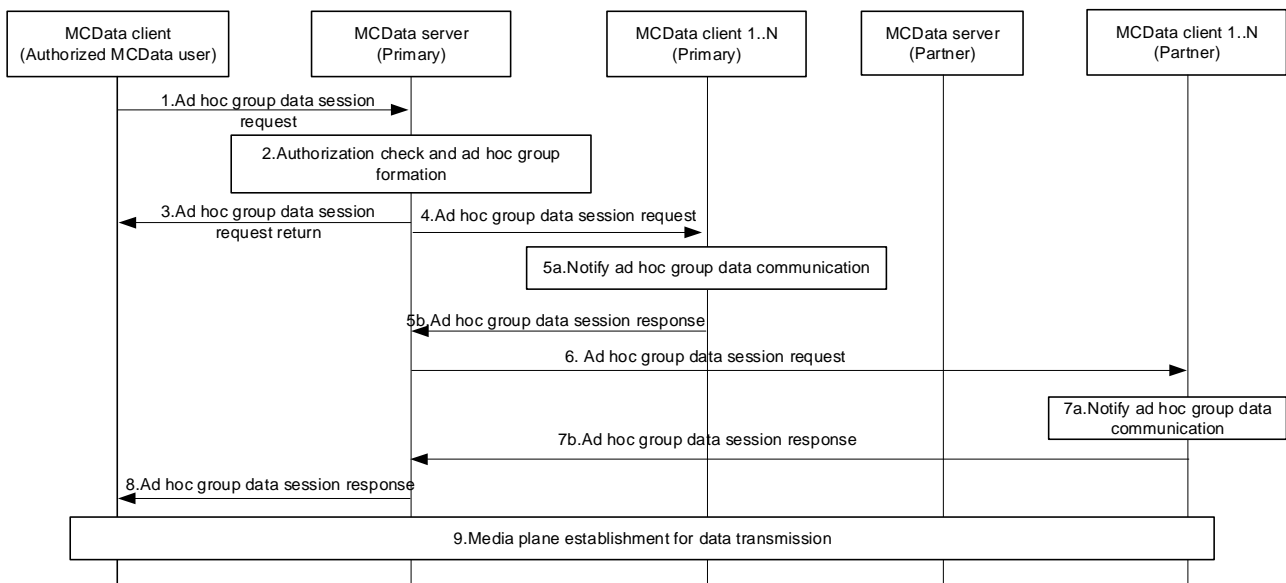 MCData client
(Authorized MCData user)
MCData server
(Primary)
MCData client 1..N
(Primary)
MCData server
(Partner)
MCData client 1..N
(Partner)
1.Ad hoc group data session
request
2.Authorization check and ad hoc group
formation
3.Ad hoc group data session
request return
4.Ad hoc group data session request
5a.Notify ad hoc group data communication
5b.Ad hoc group data session response
6. Ad hoc group data session request
7a.Notify ad hoc group data
communication
7b.Ad hoc group data session response
8.Ad hoc group data session response
9.Media plane establishment for data transmission